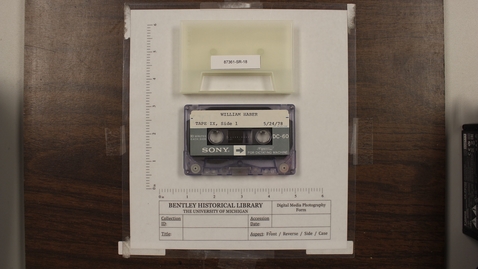 87361-SR-18
WILLIAM HABER
TAPE 10, Side 1 5/24/78
DC-60
SONY
BENTLEY HISTORICAL LIBRARY
THE UNIVERSITY OF MICHIGAN
Digital Media Photography
Form
Collection
ID:
Accession
Date:
Title:
Aspect: Front / Reverse / Side / Case